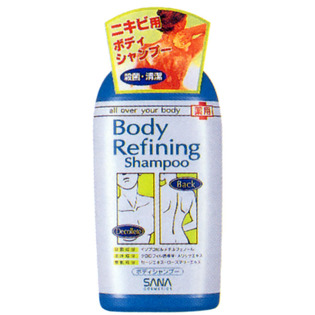 ニキビ用
ボディ
シャンプー
殺菌・清潔
all over your body
薬用
Body
Refining
Shampoo
Back
Decollete
ボディシャンプー
SANA
COSMETICS